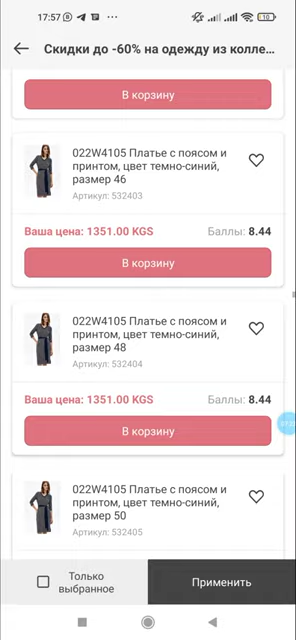 17:57
10
Скидки до -60% на одежду из колле...
В корзину
022W4105 Платье с поясом и
принтом, цвет темно-синий,
размер 46
Артикул: 532403
Ваша цена: 1351.00 KGS
Баллы: 8.44
В корзину
022W4105 Платье с поясом и
принтом, цвет темно-синий,
размер 48
Артикул: 532404
Ваша цена: 1351.00 KGS
Баллы: 8.44
В корзину
022W4105 Платье с поясом и
принтом, цвет темно-синий,
размер 50
Артикул: 532405
Только
выбранное
Применить